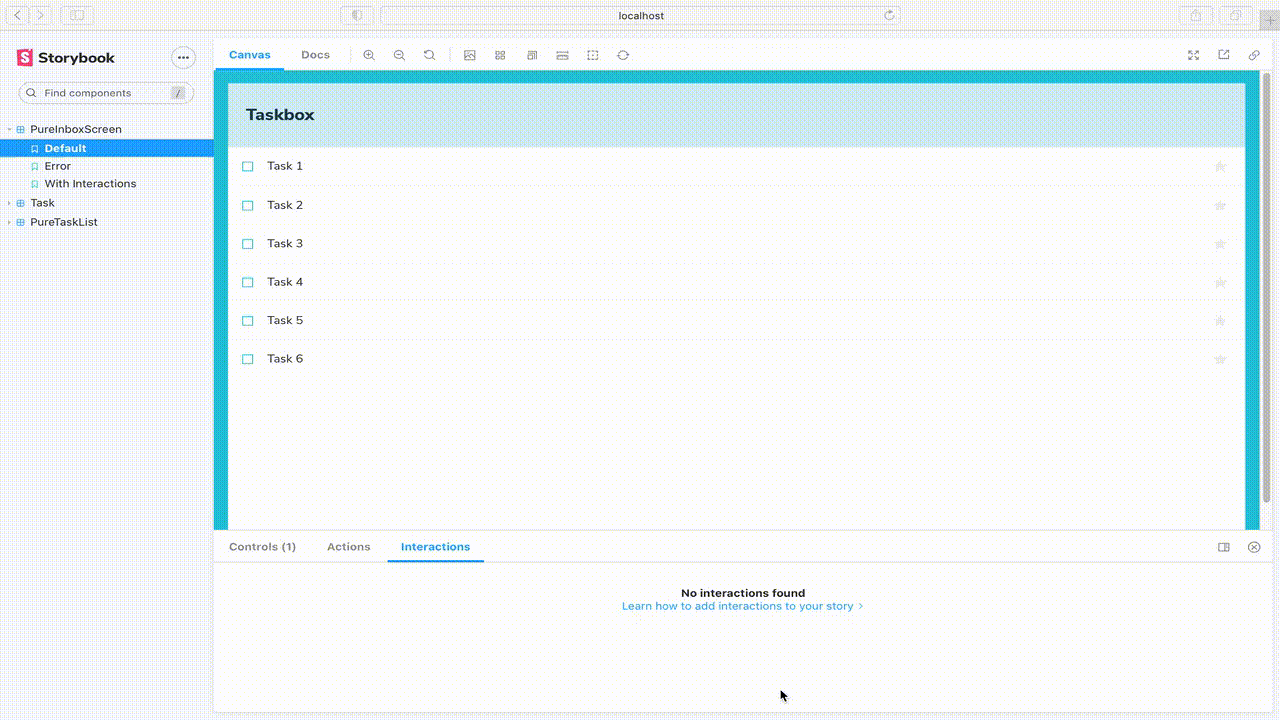 localhost
Storybook
Find components
/
PureInboxScreen
Default
Error
With Interactions
Task
PureTaskList
Canvas
Docs
Taskbox
Task 1
Task 2
Task 3
Task 4
Task 5
Task 6
Controls (1)
Actions
Interactions
No interactions found
Learn how to add interactions to your story